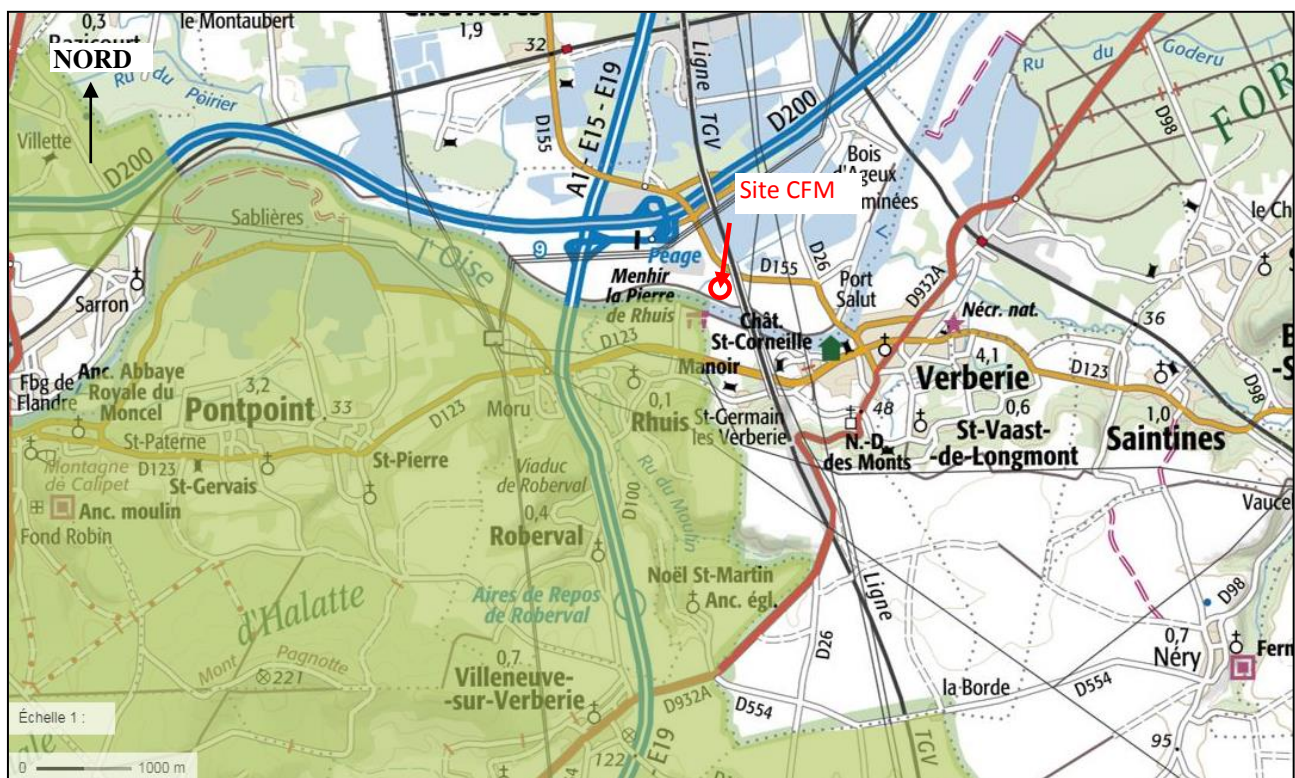 0,3
le Montaubert
Chevrières
1,9
32
Bazicourt
NORD
Ru du Poirier
Villette
D200
D155
A1 - E15 - E19
Ligne
TGV
D200
Ru du Goderu
D98
FOR
Bois
d'Ageux
minées
Site CFM
le Ch
Sablières
l'Oise
9
Péage
Menhir
la Pierre
de Rhuis
D155
D26
Port
Salut
D932A
Nécr. nat.
36
Sarron
Chât.
St-Corneille
Manoir
D123
Verberie
4,1
D123
D98
Fbg de
Flandre
Anc. Abbaye
Royale du
Moncel
3,2
33
Pontpoint
D123
Moru
0,1
Rhuis
St-Germain
les Verberie
48
N.-D.
des Monts
0,6
St-Vaast-
-de-Longmont
1,0
Saintines
St-Paterne
D123
St-Gervais
St-Pierre
Montagne
de Calipet
Anc. moulin
Fond Robin
Viaduc
de Roberval
0,4
Roberval
D100
Ru du Moulin
Vaucel
Noël St-Martin
Anc. égl.
Aires de Repos
de Roberval
Ligne
TGV
d'Halatte
Mont Pagnotte
221
0,7
Villeneuve-
-sur-Verberie
D932A
D554
D26
la Borde
D554
D98
0,7
Néry
Ferm
95
122
-E19
Échelle 1 :
0 1000 m